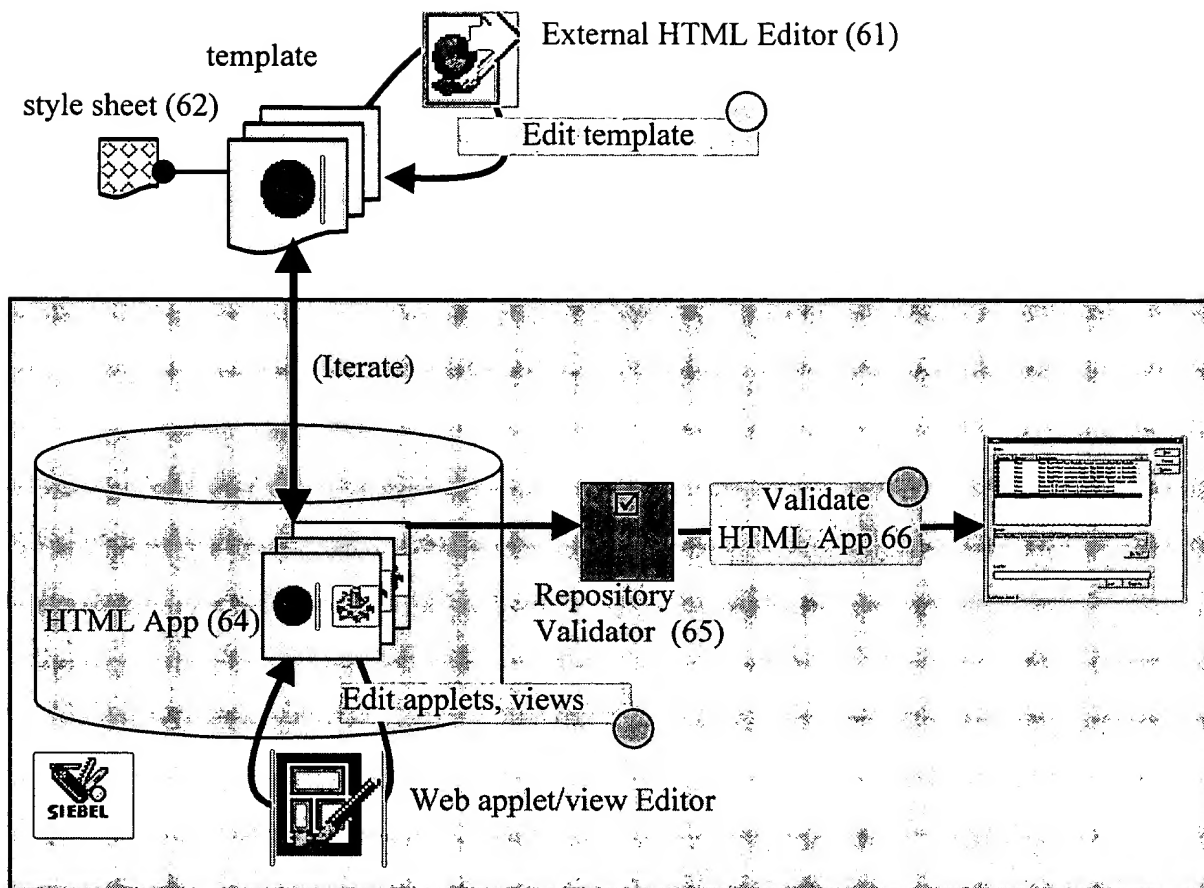 External HTML Editor (61)
template
style sheet (62)
Edit template
(Iterate)
Validate
HTML App 66
Repository
Validator (65)
HTML App (64)
Edit applets, views
Web applet/view Editor
SIEBEL